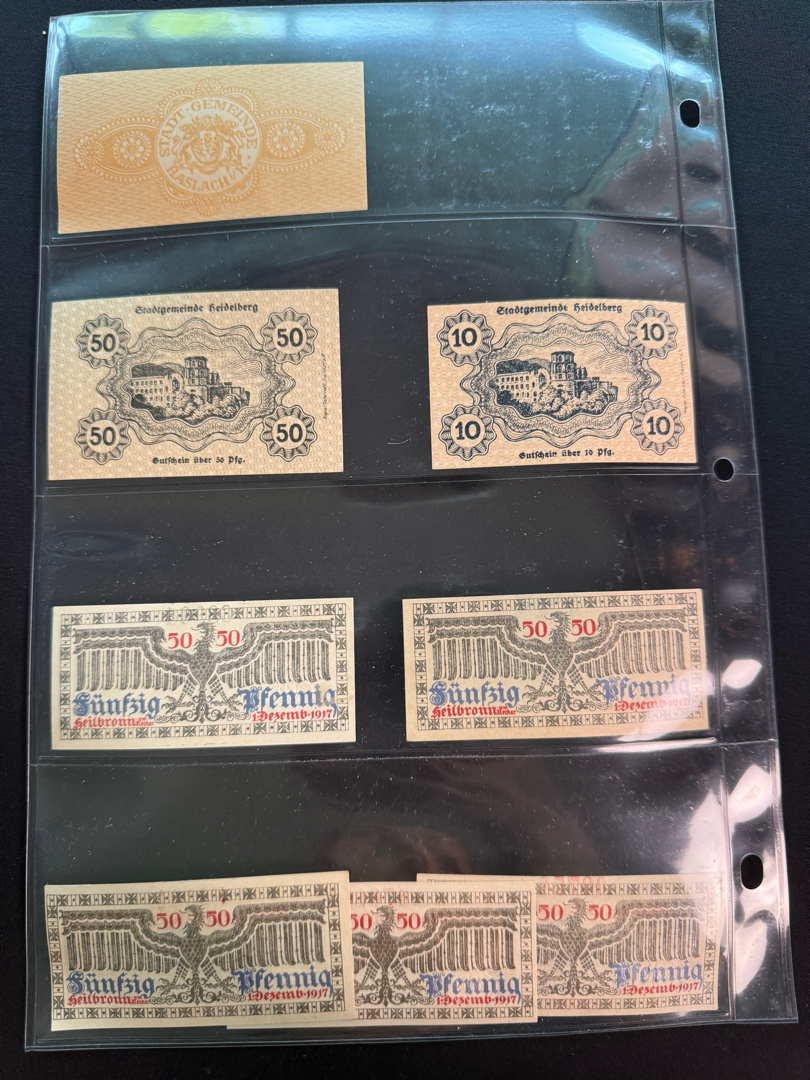 STADT-GEMEINDE
HASLACH i/K.
Stadtgemeinde Heidelberg
50 50
50 50
Gutschein über 50 Pfg.
Stadtgemeinde Heidelberg
10 10
10 10
Gutschein über 10 Pfg.
50 50
Fünfzig Pfennig
Heilbronn 1·Dezemb·1917
50 50
Fünfzig Pfennig
Heilbronn 1·Dezemb·1917
50 50
Fünfzig Pfennig
Heilbronn 1·Dezemb·1917
50 50
Pfennig
1·Dezemb·1917
50 50
Pfennig
1·Dezemb·1917